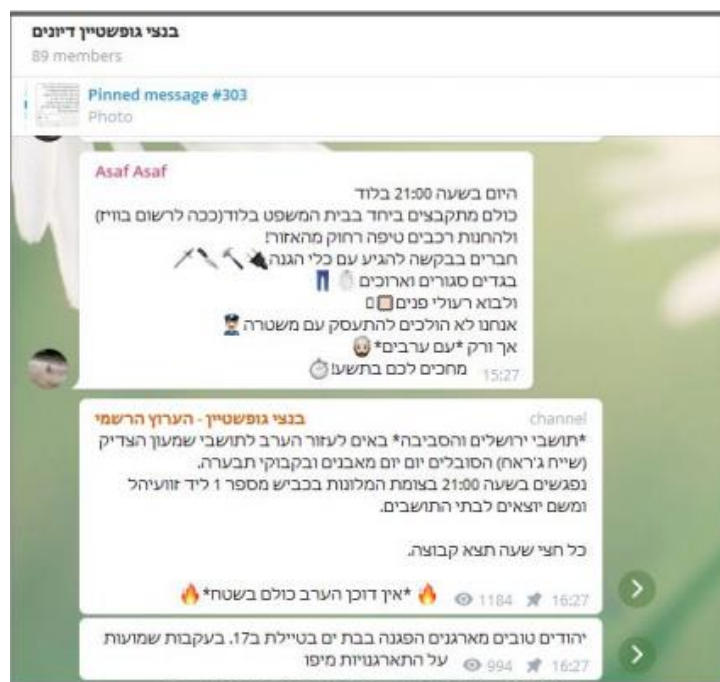 בנצי גופשטיין דיונים
89 members
Pinned message #303
Photo
Asaf Asaf
היום בשעה 21:00 בלוד
כולם מתקבצים ביחד בבית המשפט בלוד(ככה לרשום בוויז)
ולהחנות רכבים טיפה רחוק מהאזור!
חברים בבקשה להגיע עם כלי הגנה🔌🔨🔪🗡
בגדים סגורים וארוכים 🧤 👖
ולבוא רעולי פנים
אנחנו לא הולכים להתעסק עם משטרה👮
אך ורק *עם ערבים*👳
מחכים לכם בתשע!⏱
15:27
בנצי גופשטיין - הערוץ הרשמי channel
*תושבי ירושלים והסביבה* באים לעזור הערב לתושבי שמעון הצדיק
(שייח ג'ראח) הסובלים יום יום מאבנים ובקבוקי תבערה.
נפגשים בשעה 21:00 בצומת המלונות בכביש מספר 1 ליד זוועיהל
ומשם יוצאים לבתי התושבים.
כל חצי שעה תצא קבוצה.
🔥 *אין דוכן הערב כולם בשטח*🔥
1184 16:27
יהודים טובים מארגנים הפגנה בבת ים בטיילת ב17. בעקבות שמועות
על התארגנויות מיפו
994 16:27